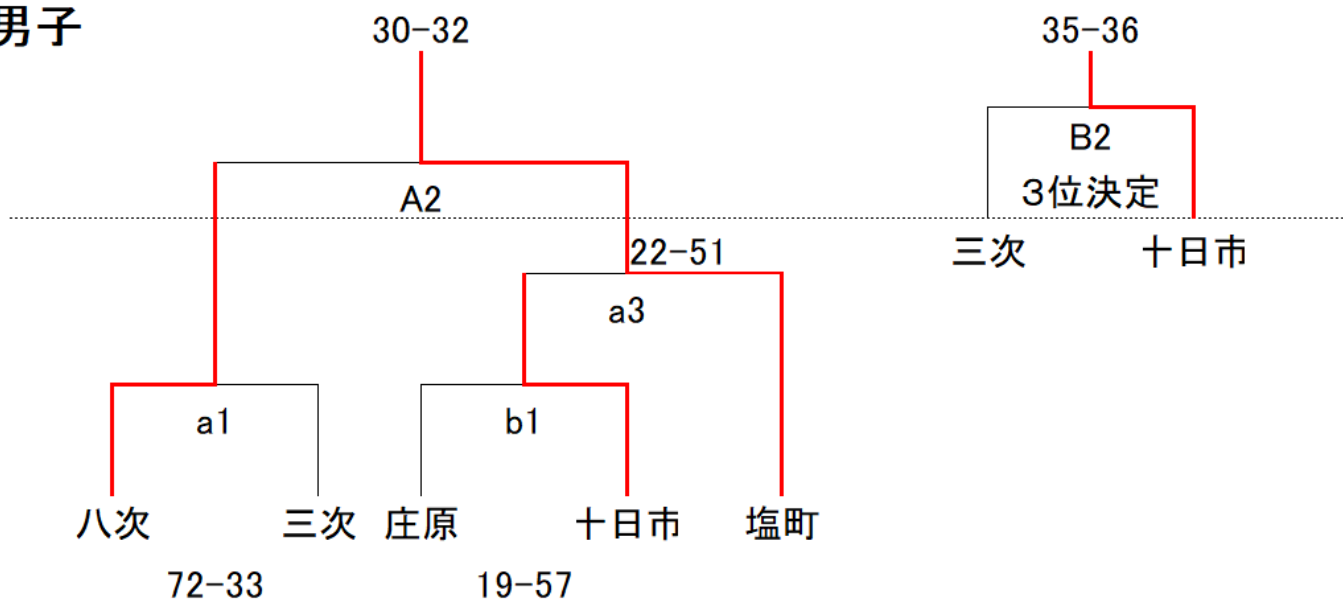 男子
30-32
35-36
B2
A2
3位決定
22-51
三次
十日市
a3
a1
b1
八次
三次
庄原
十日市
塩町
72-33
19-57